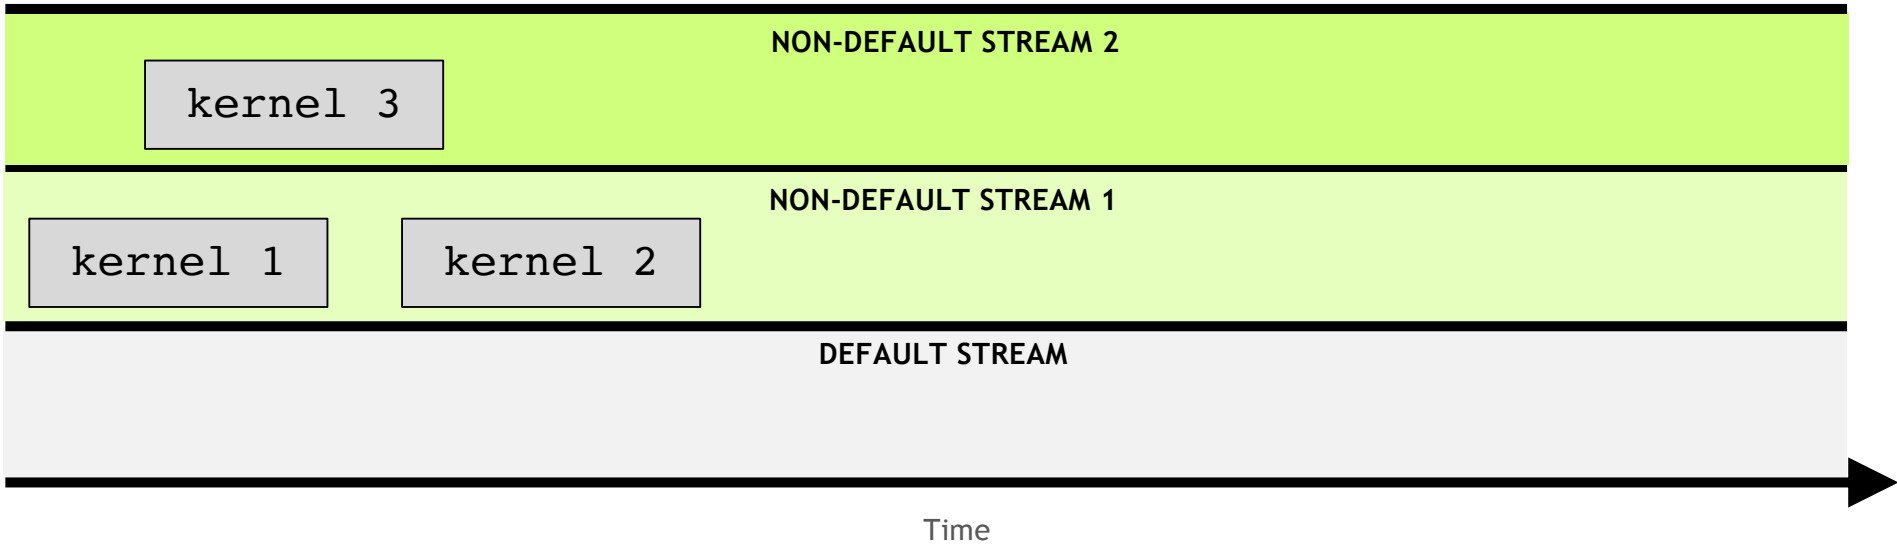 NON-DEFAULT STREAM 2
kernel 3
NON-DEFAULT STREAM 1
kernel 1
kernel 2
DEFAULT STREAM
Time